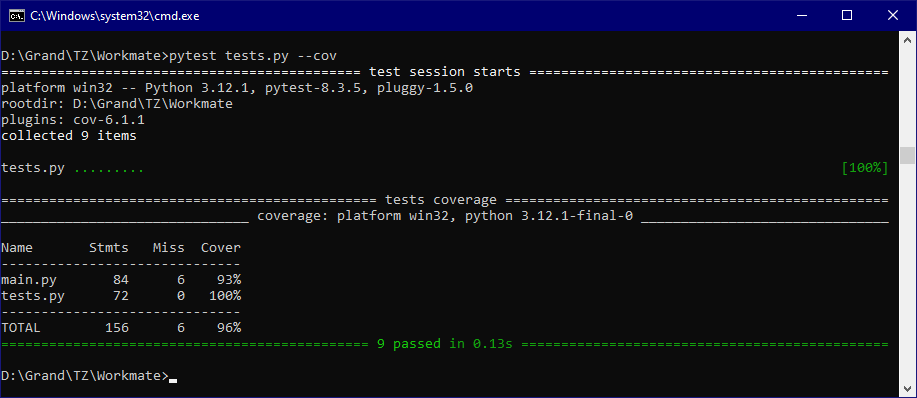 C:\Windows\system32\cmd.exe
D:\Grand\TZ\Workmate>pytest tests.py --cov
============================================= test session starts =============================================
platform win32 -- Python 3.12.1, pytest-8.3.5, pluggy-1.5.0
rootdir: D:\Grand\TZ\Workmate
plugins: cov-6.1.1
collected 9 items
tests.py ......... [100%]
=============================================== tests coverage ================================================
_______________________________ coverage: platform win32, python 3.12.1-final-0 _______________________________
Name       Stmts   Miss  Cover
------------------------------
main.py       84      6    93%
tests.py      72      0   100%
------------------------------
TOTAL        156      6    96%
============================================== 9 passed in 0.13s ==============================================
D:\Grand\TZ\Workmate>